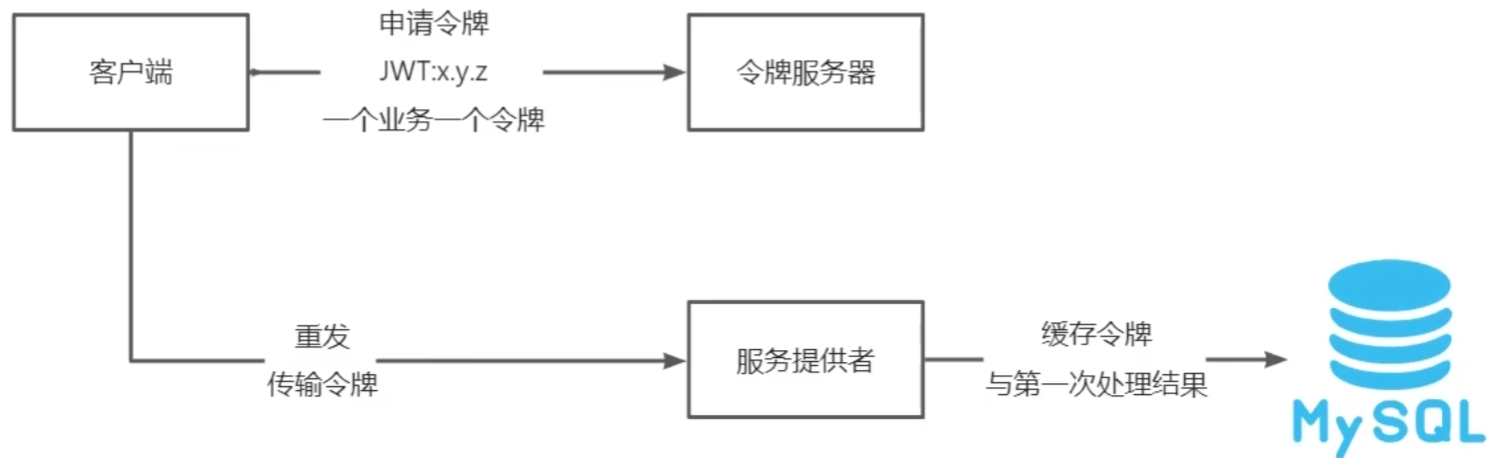 申请令牌
客户端
JWT:x.y.z
令牌服务器
一个业务一个令牌
重发
传输令牌
服务提供者
缓存令牌
与第一次处理结果
MySQL